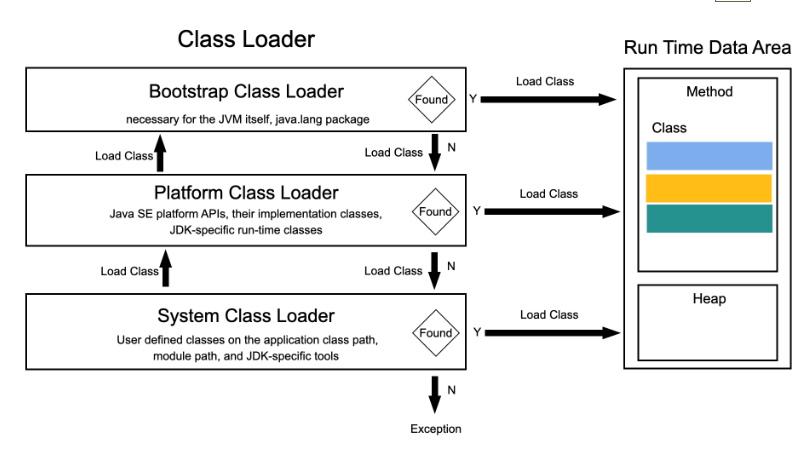 Class Loader
Run Time Data Area
Bootstrap Class Loader
necessary for the JVM itself, java.lang package
Found
Y
Load Class
Method
Class
Load Class
Load Class
N
Platform Class Loader
Java SE platform APIs, their implementation classes,
JDK-specific run-time classes
Found
Y
Load Class
Load Class
Load Class
N
System Class Loader
User defined classes on the application class path,
module path, and JDK-specific tools
Found
Y
Load Class
Heap
N
Exception